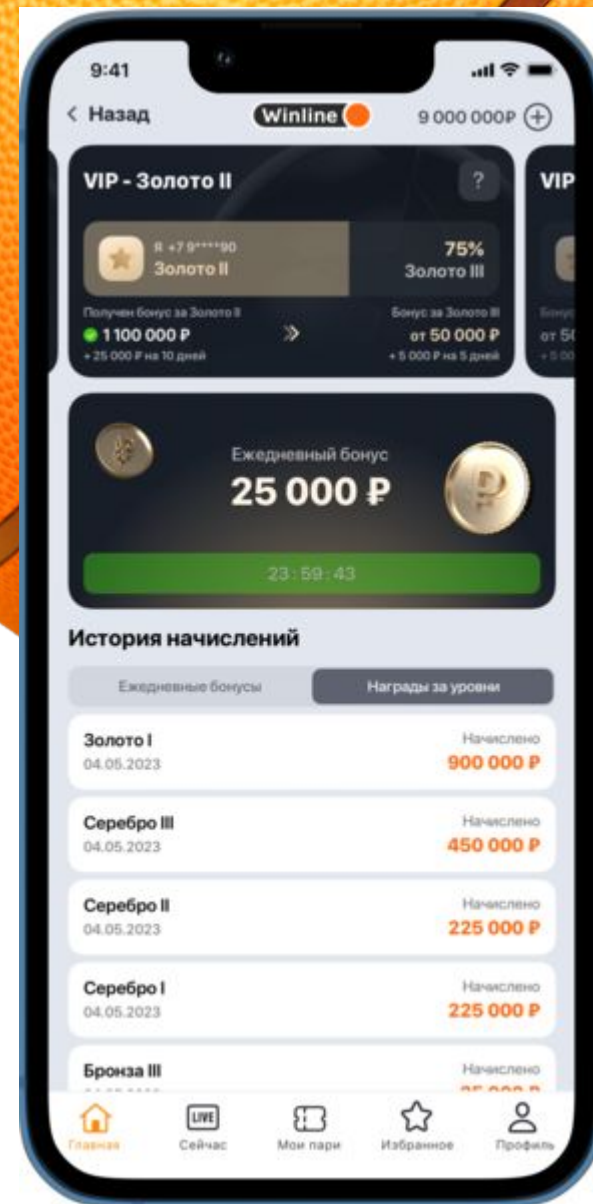 9:41
< Назад
Winline
9 000 000₽
VIP - Золото II
?
VIP
Я +7 9****90
Золото II
75%
Золото III
Получен бонус за Золото II
1 100 000 ₽
+ 25 000 ₽ на 10 дней
Бонус за Золото III
от 50 000 ₽
+ 5 000 ₽ на 5 дней
Ежедневный бонус
25 000 ₽
23:59:43
История начислений
Ежедневные бонусы
Награды за уровни
Золото I
04.05.2023
Начислено
900 000 ₽
Серебро III
04.05.2023
Начислено
450 000 ₽
Серебро II
04.05.2023
Начислено
225 000 ₽
Серебро I
04.05.2023
Начислено
225 000 ₽
Бронза III
Начислено
LIVE
Главная
Сейчас
Мои пари
Избранное
Профиль